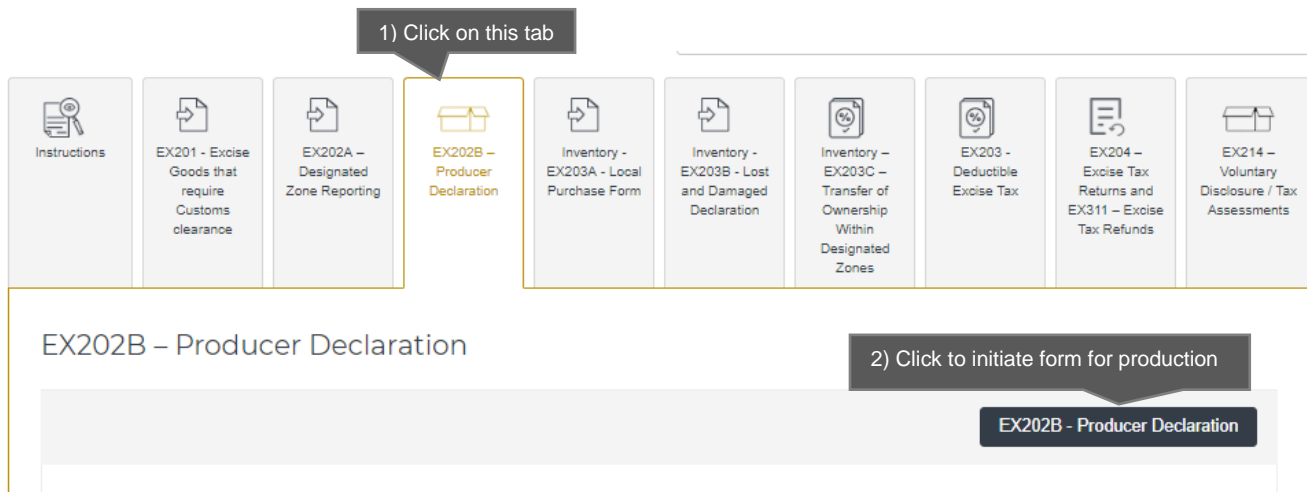 1) Click on this tab
Instructions
EX201 - Excise
Goods that
require
Customs
clearance
EX202A –
Designated
Zone Reporting
EX202B –
Producer
Declaration
Inventory -
EX203A - Local
Purchase Form
Inventory -
EX203B - Lost
and Damaged
Declaration
Inventory –
EX203C –
Transfer of
Ownership
Within
Designated
Zones
EX203 -
Deductible
Excise Tax
EX204 –
Excise Tax
Returns and
EX311 – Excise
Tax Refunds
EX214 –
Voluntary
Disclosure / Tax
Assessments
EX202B – Producer Declaration
2) Click to initiate form for production
EX202B - Producer Declaration